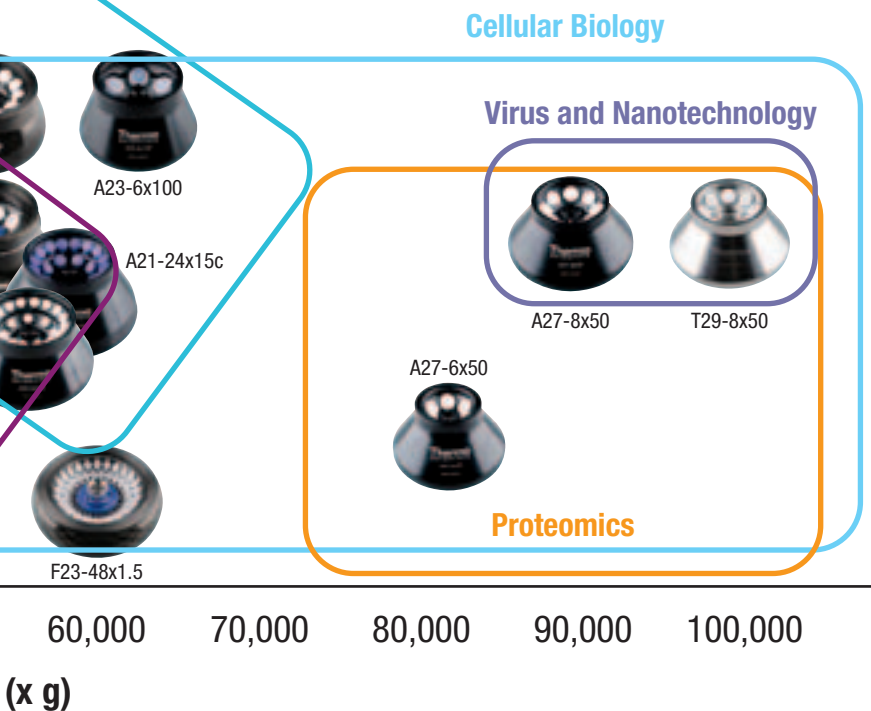 Cellular Biology
Virus and Nanotechnology
A23-6x100
A21-24x15c
A27-8x50
T29-8x50
A27-6x50
Proteomics
F23-48x1.5
60,000
70,000
80,000
90,000
100,000
(x g)